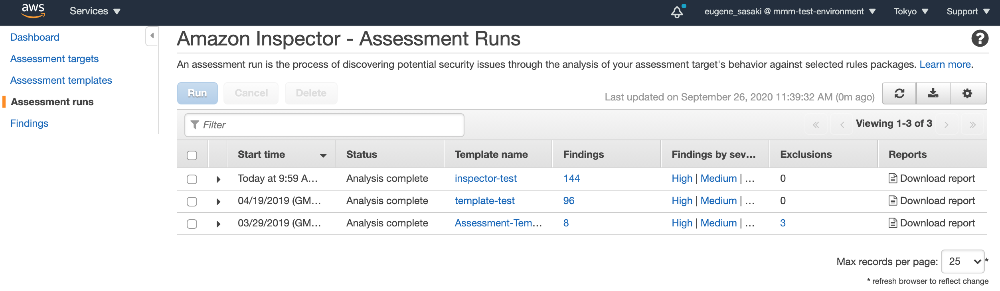 aws
Services
eugene_sasaki @ mmm-test-environment
Tokyo
Support
Dashboard
Assessment targets
Assessment templates
Assessment runs
Findings
Amazon Inspector - Assessment Runs
An assessment run is the process of discovering potential security issues through the analysis of your assessment target's behavior against selected rules packages. Learn more.
Run Cancel Delete
Last updated on September 26, 2020 11:39:32 AM (0m ago)
Filter
Viewing 1-3 of 3
Start time Status Template name Findings Findings by sev... Exclusions Reports
Today at 9:59 A... Analysis complete inspector-test 144 High | Medium | ... 0 Download report
04/19/2019 (GM... Analysis complete template-test 96 High | Medium | ... 0 Download report
03/29/2019 (GM... Analysis complete Assessment-Tem... 8 High | Medium | ... 3 Download report
Max records per page: 25 *
* refresh browser to reflect change